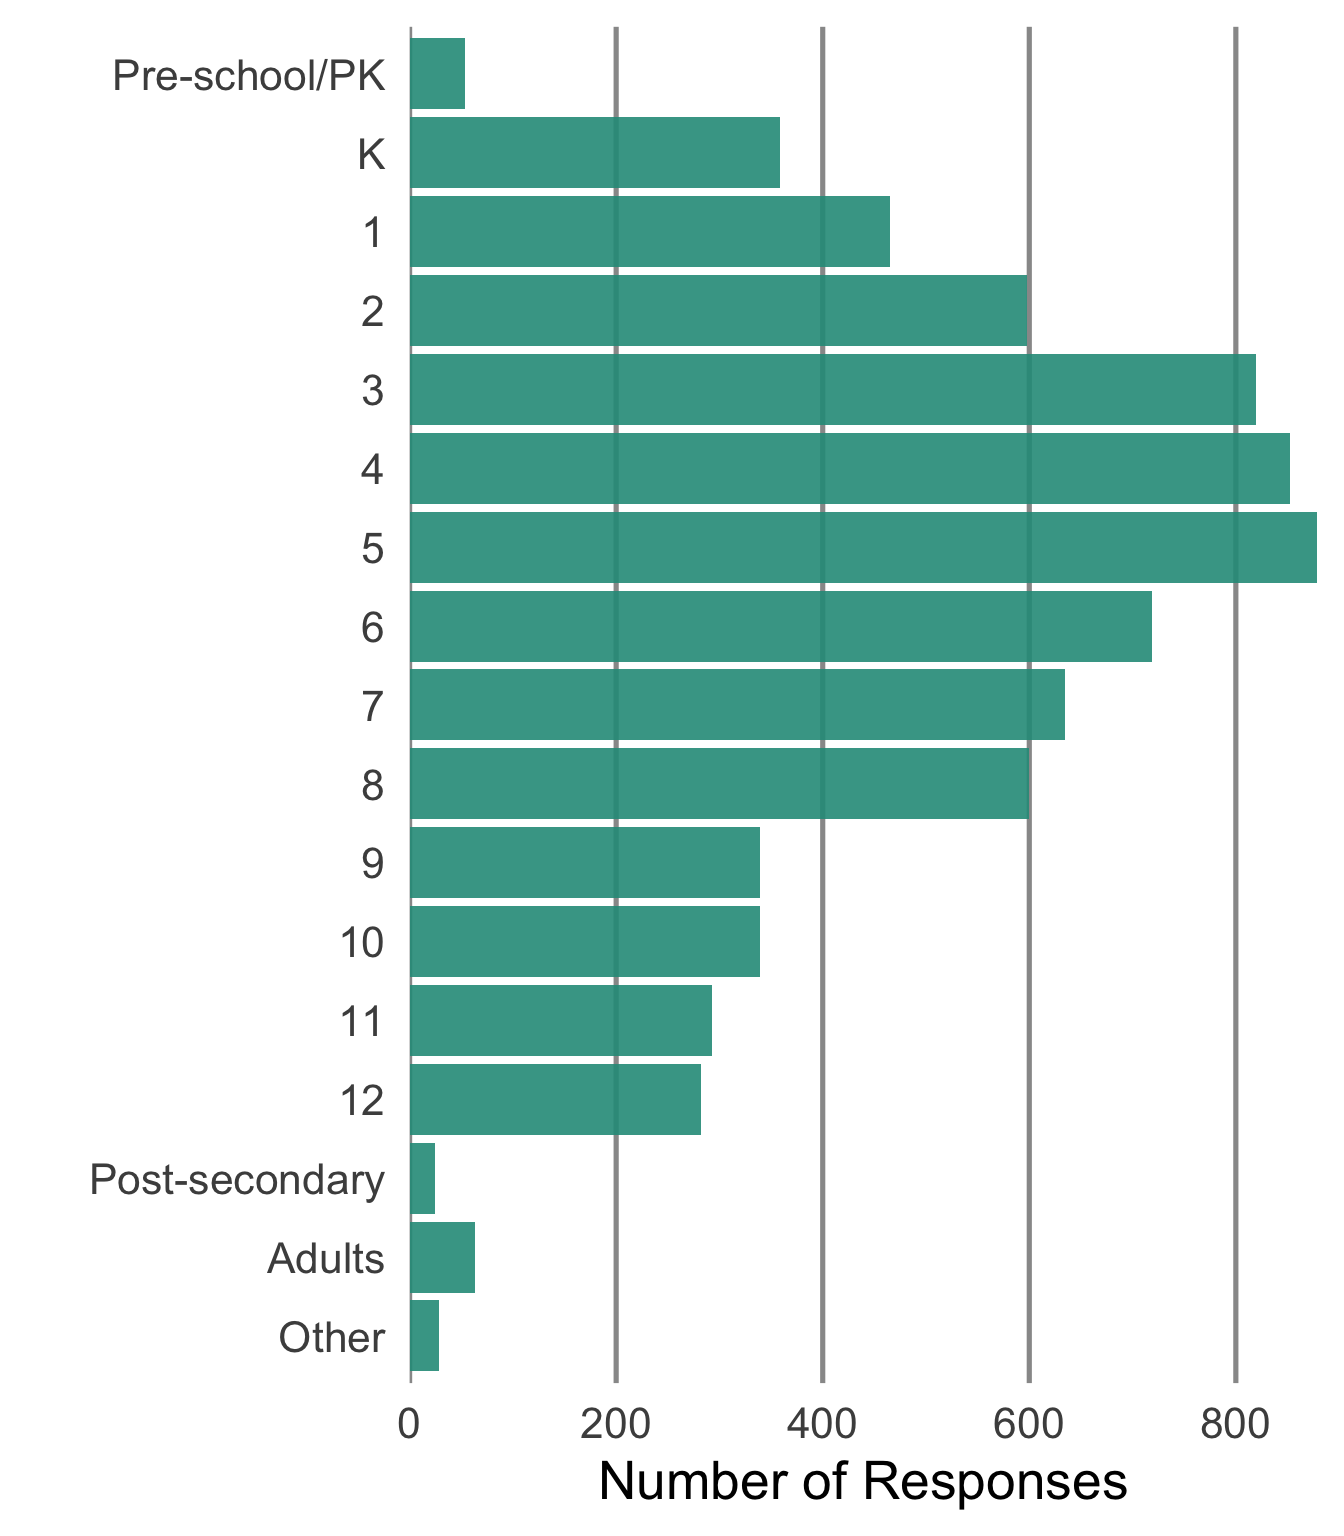 Pre-school/PK
K
1
2
3
4
5
6
7
8
9
10
11
12
Post-secondary
Adults
Other
0 200 400 600 800
Number of Responses